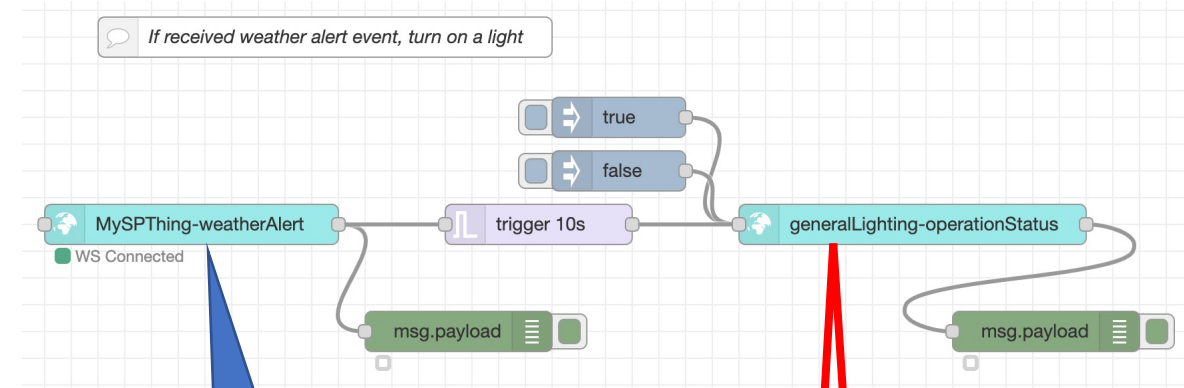 If received weather alert event, turn on a light
true
false
MySPThing-weatherAlert
trigger 10s
generalLighting-operationStatus
WS Connected
msg.payload
msg.payload